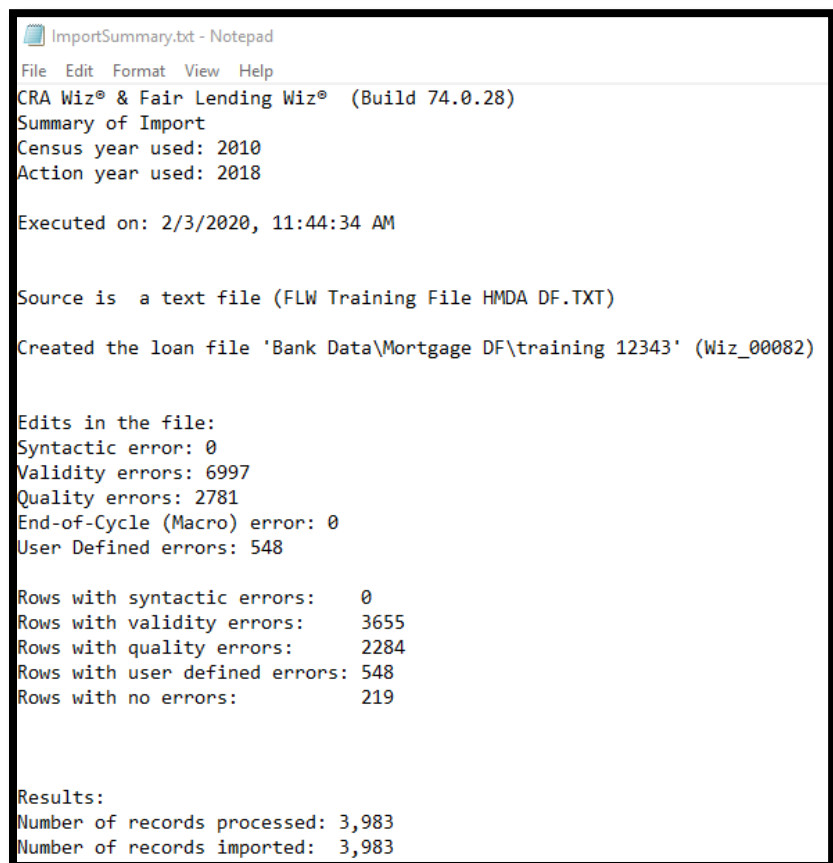 ImportSummary.txt - Notepad
File Edit Format View Help
CRA Wiz® & Fair Lending Wiz® (Build 74.0.28)
Summary of Import
Census year used: 2010
Action year used: 2018
Executed on: 2/3/2020, 11:44:34 AM
Source is  a text file (FLW Training File HMDA DF.TXT)
Created the loan file 'Bank Data\Mortgage DF\training 12343' (Wiz_00082)
Edits in the file:
Syntactic error: 0
Validity errors: 6997
Quality errors: 2781
End-of-Cycle (Macro) error: 0
User Defined errors: 548
Rows with syntactic errors: 0
Rows with validity errors: 3655
Rows with quality errors: 2284
Rows with user defined errors: 548
Rows with no errors: 219
Results:
Number of records processed: 3,983
Number of records imported: 3,983